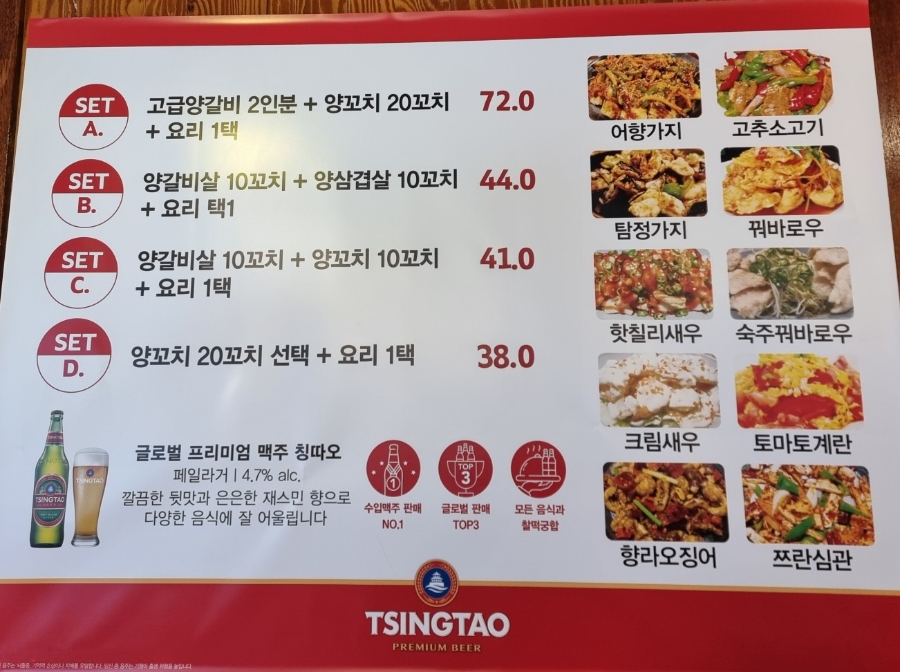 SET
A.
고급양갈비 2인분 + 양꼬치 20꼬치
+ 요리 1택
72.0
SET
B.
양갈비살 10꼬치 + 양삼겹살 10꼬치
+ 요리 택1
44.0
SET
C.
양갈비살 10꼬치 + 양꼬치 10꼬치
+ 요리 1택
41.0
SET
D.
양꼬치 20꼬치 선택 + 요리 1택
38.0
어향가지
고추소고기
탐정가지
꿔바로우
핫칠리새우
숙주꿔바로우
크림새우
토마토계란
향라오징어
쯔란심관
TSINGTAO
TSINGTAO
글로벌 프리미엄 맥주 칭따오
페일라거 | 4.7% alc.
깔끔한 뒷맛과 은은한 재스민 향으로
다양한 음식에 잘 어울립니다
1
수입맥주 판매
NO.1
TOP
3
글로벌 판매
TOP3
모든 음식과
찰떡궁합
TSINGTAO
PREMIUM BEER